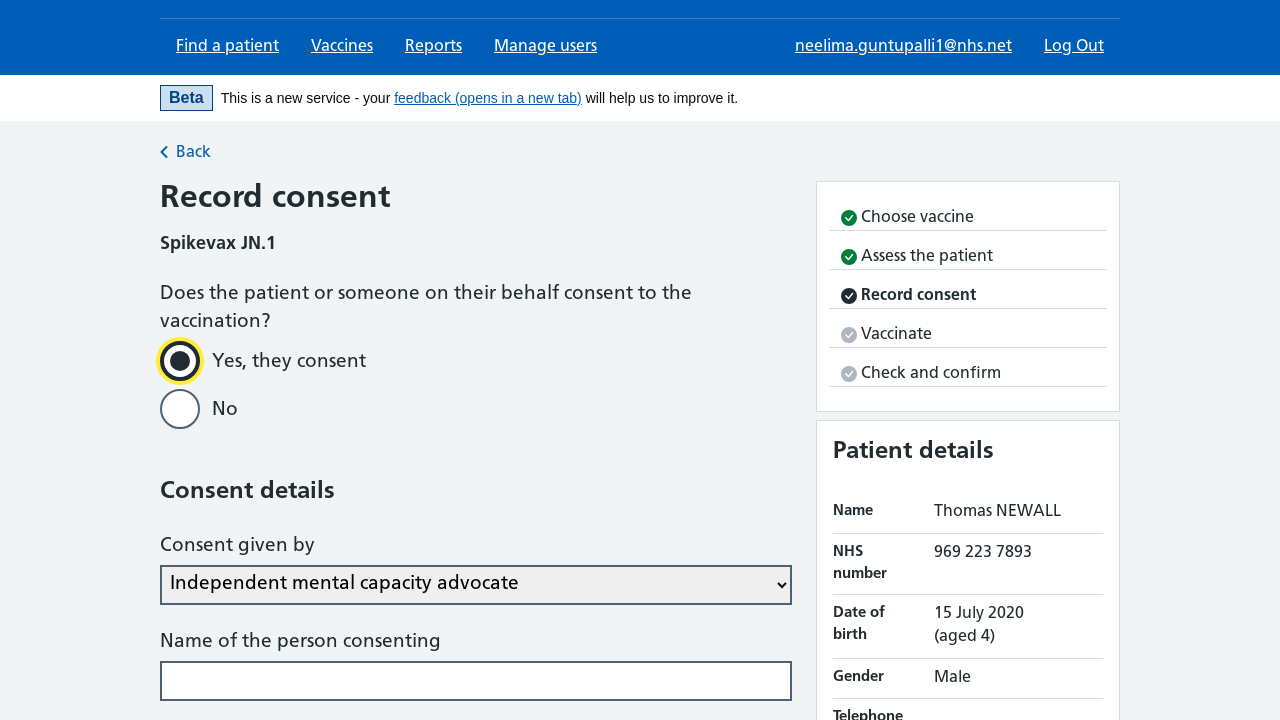 Find a patient
Vaccines
Reports
Manage users
neelima.guntupalli1@nhs.net
Log Out
Beta
This is a new service - your feedback (opens in a new tab) will help us to improve it.
Back
Record consent
Spikevax JN.1
Does the patient or someone on their behalf consent to the
vaccination?
Yes, they consent
No
Consent details
Consent given by
Independent mental capacity advocate
Name of the person consenting
Choose vaccine
Assess the patient
Record consent
Vaccinate
Check and confirm
Patient details
Name
Thomas NEWALL
NHS
number
969 223 7893
Date of
birth
15 July 2020
(aged 4)
Gender
Male
Telephone